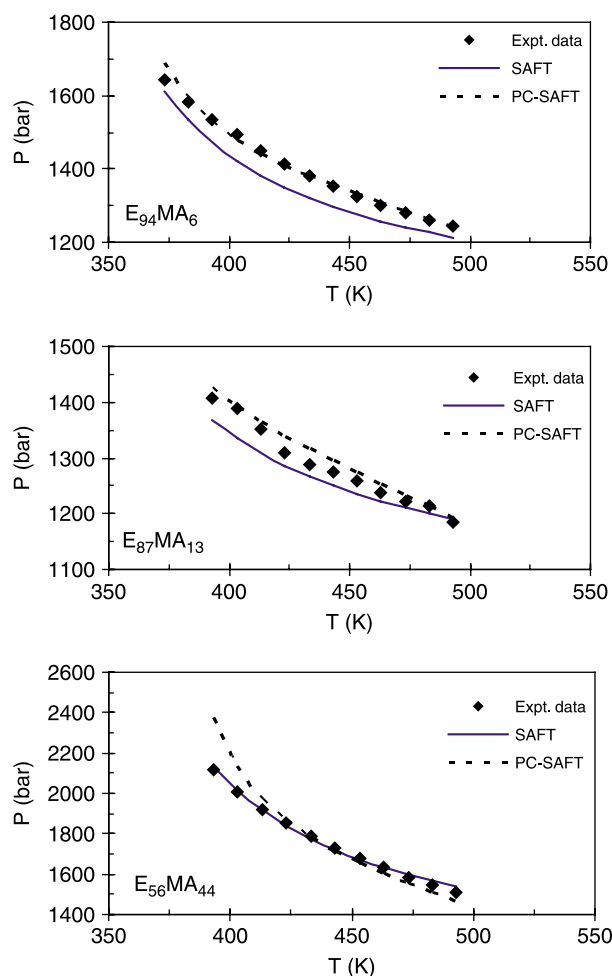 1800
Expt. data
SAFT
1600
PC-SAFT
P (bar)
1400
E94MA6
1200
350 400 450 500 550
T (K)
1500
Expt. data
1400
SAFT
PC-SAFT
P (bar)
1300
1200
E87MA13
1100
350 400 450 500 550
T (K)
2600
Expt. data
2400
SAFT
2200
PC-SAFT
P (bar)
2000
1800
1600
E56MA44
1400
350 400 450 500 550
T (K)